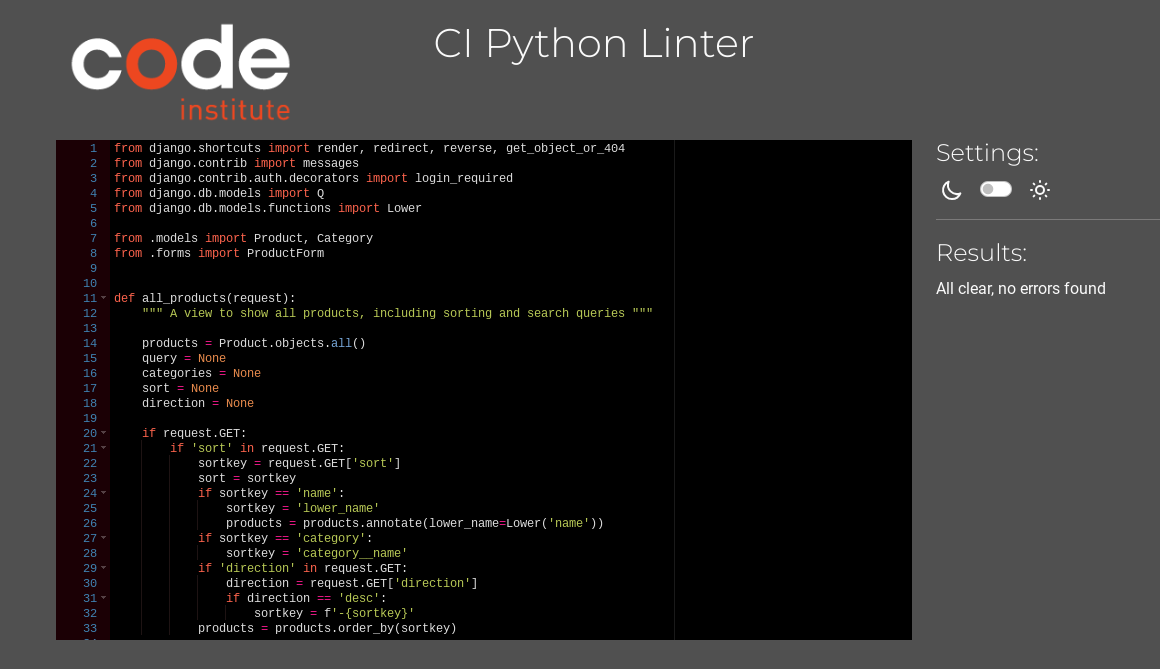 code
institute
CI Python Linter
1 from django.shortcuts import render, redirect, reverse, get_object_or_404
2 from django.contrib import messages
3 from django.contrib.auth.decorators import login_required
4 from django.db.models import Q
5 from django.db.models.functions import Lower
6
7 from .models import Product, Category
8 from .forms import ProductForm
9
10
11 def all_products(request):
12     """ A view to show all products, including sorting and search queries """
13
14     products = Product.objects.all()
15     query = None
16     categories = None
17     sort = None
18     direction = None
19
20     if request.GET:
21         if 'sort' in request.GET:
22             sortkey = request.GET['sort']
23             sort = sortkey
24             if sortkey == 'name':
25                 sortkey = 'lower_name'
26                 products = products.annotate(lower_name=Lower('name'))
27             if sortkey == 'category':
28                 sortkey = 'category__name'
29             if 'direction' in request.GET:
30                 direction = request.GET['direction']
31                 if direction == 'desc':
32                     sortkey = f'-{sortkey}'
33             products = products.order_by(sortkey)
Settings:
Results:
All clear, no errors found